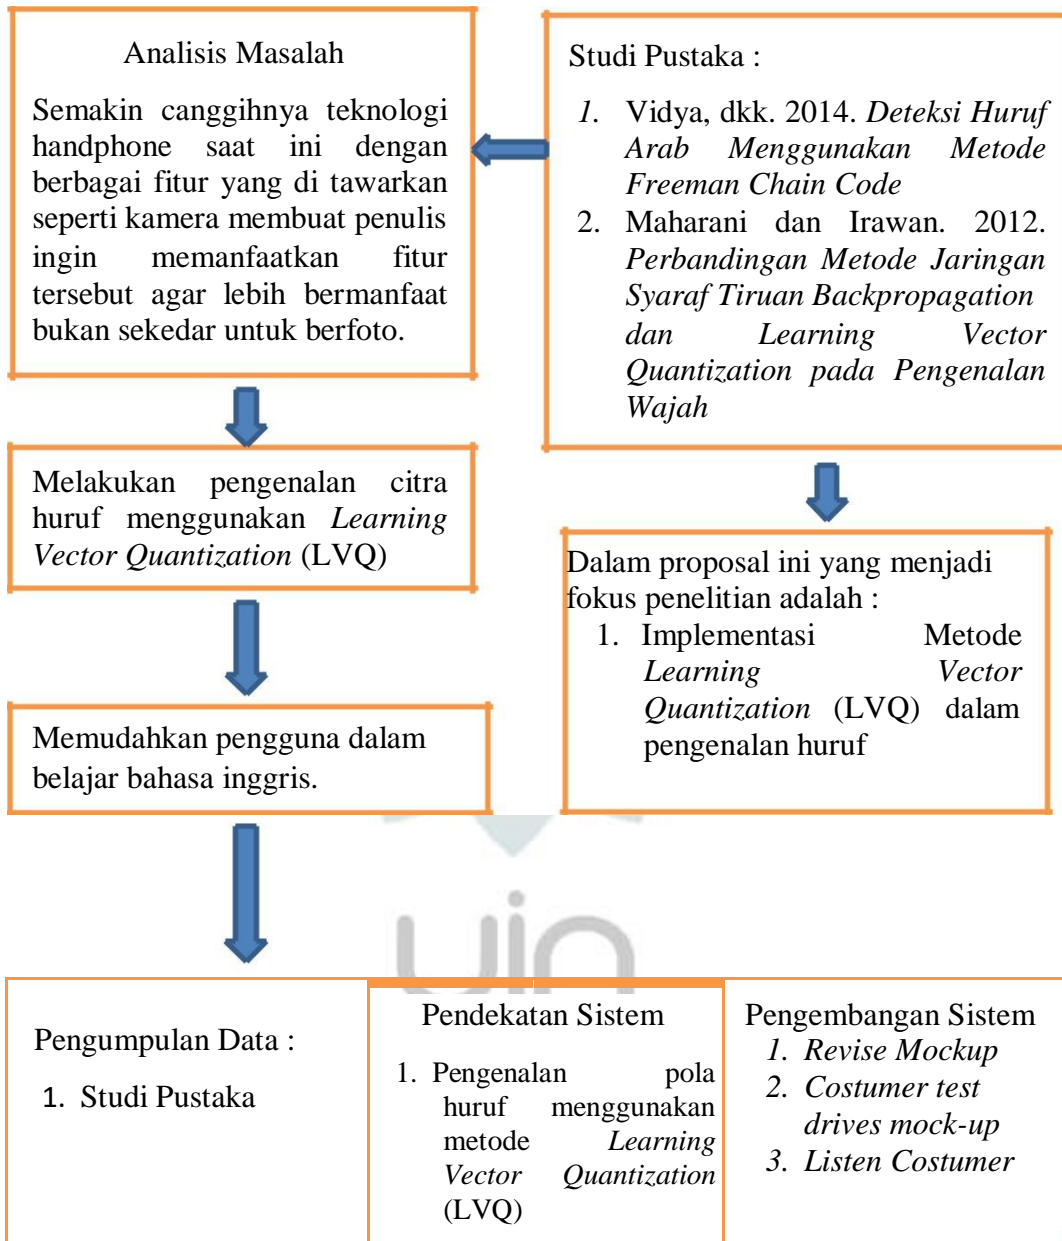 Analisis Masalah
Semakin canggihnya teknologi
handphone saat ini dengan
berbagai fitur yang di tawarkan
seperti kamera membuat penulis
ingin memanfaatkan fitur
tersebut agar lebih bermanfaat
bukan sekedar untuk berfoto.
Studi Pustaka :
1. Vidya, dkk. 2014. Deteksi Huruf
Arab Menggunakan Metode
Freeman Chain Code
2. Maharani dan Irawan. 2012.
Perbandingan Metode Jaringan
Syaraf Tiruan Backpropagation
dan Learning Vector
Quantization pada Pengenalan
Wajah
Melakukan pengenalan citra
huruf menggunakan Learning
Vector Quantization (LVQ)
Dalam proposal ini yang menjadi
fokus penelitian adalah :
1. Implementasi Metode
Learning Vector
Quantization (LVQ) dalam
pengenalan huruf
Memudahkan pengguna dalam
belajar bahasa inggris.
uin
Pengumpulan Data :
1. Studi Pustaka
Pendekatan Sistem
1. Pengenalan pola
huruf menggunakan
metode Learning
Vector Quantization
(LVQ)
Pengembangan Sistem
1. Revise Mockup
2. Costumer test
drives mock-up
3. Listen Costumer